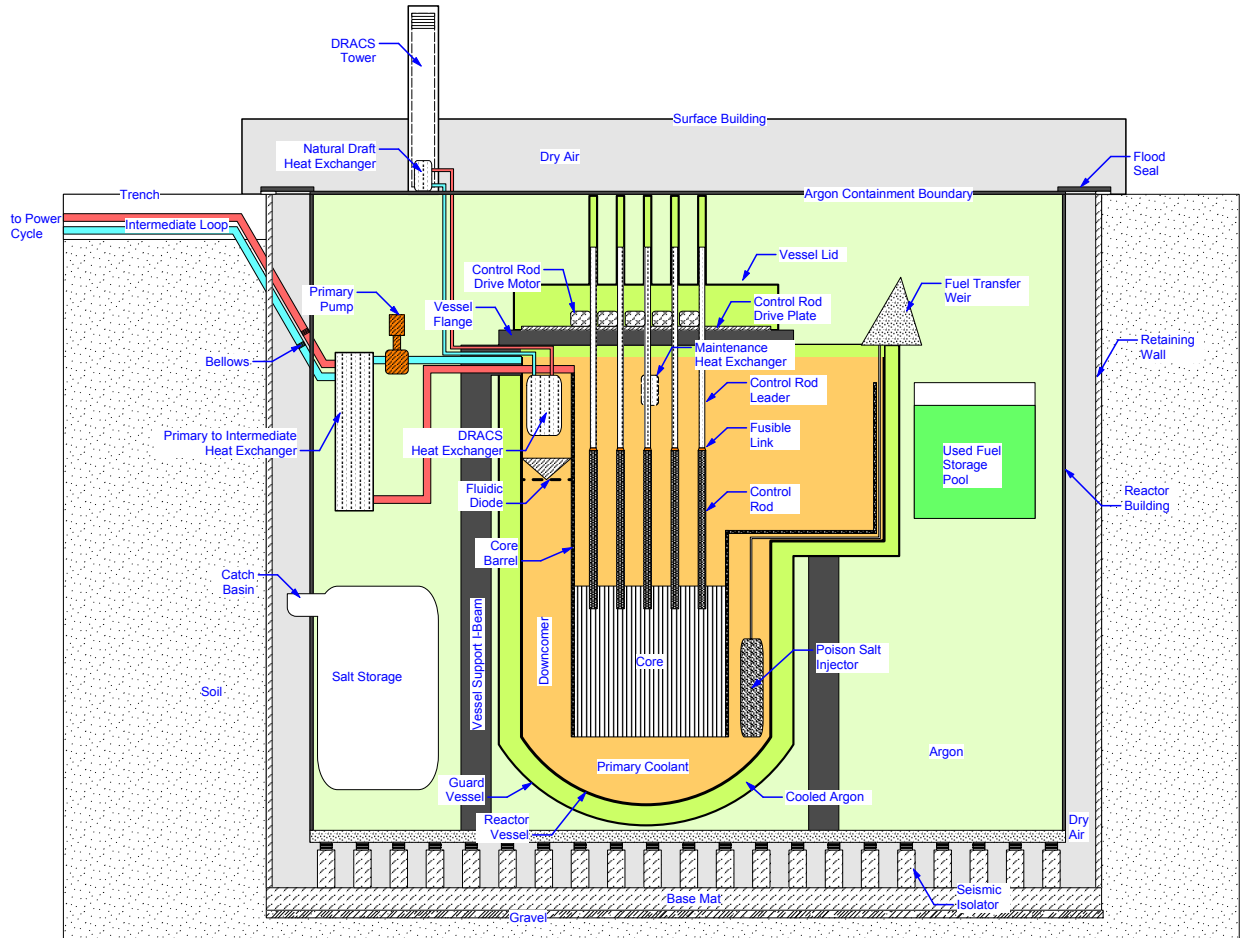 DRACS
Tower
Surface Building
Natural Draft
Heat Exchanger
Dry Air
Flood
Seal
Trench
Argon Containment Boundary
to Power
Cycle
Intermediate Loop
Vessel Lid
Control Rod
Drive Motor
Fuel Transfer
Weir
Primary
Pump
Vessel
Flange
Control Rod
Drive Plate
Bellows
Maintenance
Heat Exchanger
Retaining
Wall
Control Rod
Leader
Primary to Intermediate
Heat Exchanger
DRACS
Heat Exchanger
Fusible
Link
Used Fuel
Storage
Pool
Fluidic
Diode
Control
Rod
Reactor
Building
Core
Barrel
Catch
Basin
Vessel Support I-Beam
Downcomer
Core
Poison Salt
Injector
Salt Storage
Soil
Argon
Primary Coolant
Guard
Vessel
Cooled Argon
Reactor
Vessel
Dry
Air
Base Mat
Seismic
Isolator
Gravel